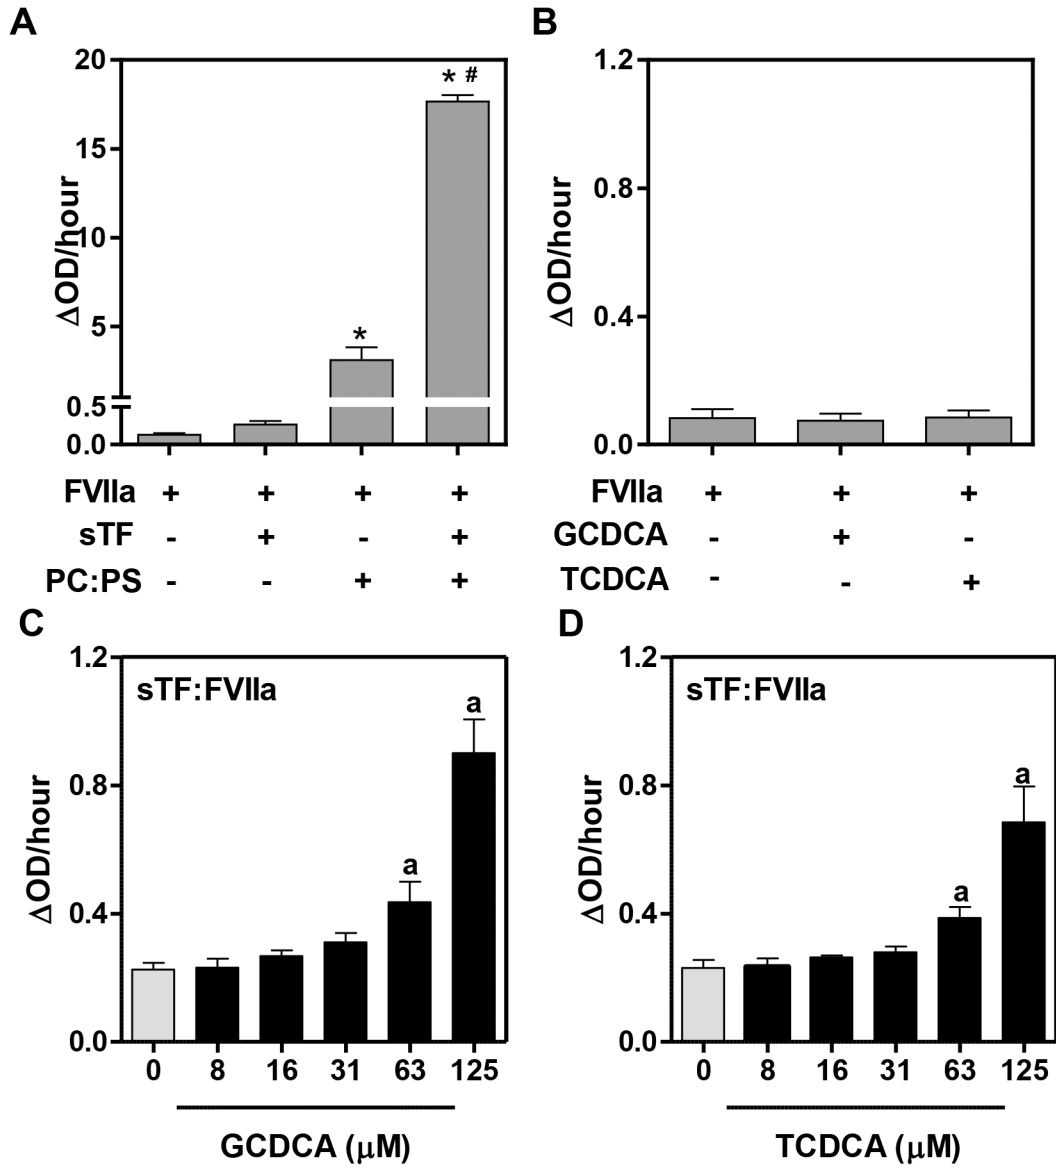 A
ΔOD/hour
20
15
10
5
0.5
0.0
* 
* #
FVIIa + + + +
sTF - + - +
PC:PS - - + +
B
ΔOD/hour
1.2
0.8
0.4
0.0
FVIIa + + +
GCDCA - + -
TCDCA - - +
C
ΔOD/hour
1.2
0.8
0.4
0.0
sTF:FVIIa
a
a
0 8 16 31 63 125
GCDCA (μM)
D
ΔOD/hour
1.2
0.8
0.4
0.0
sTF:FVIIa
a
a
0 8 16 31 63 125
TCDCA (μM)